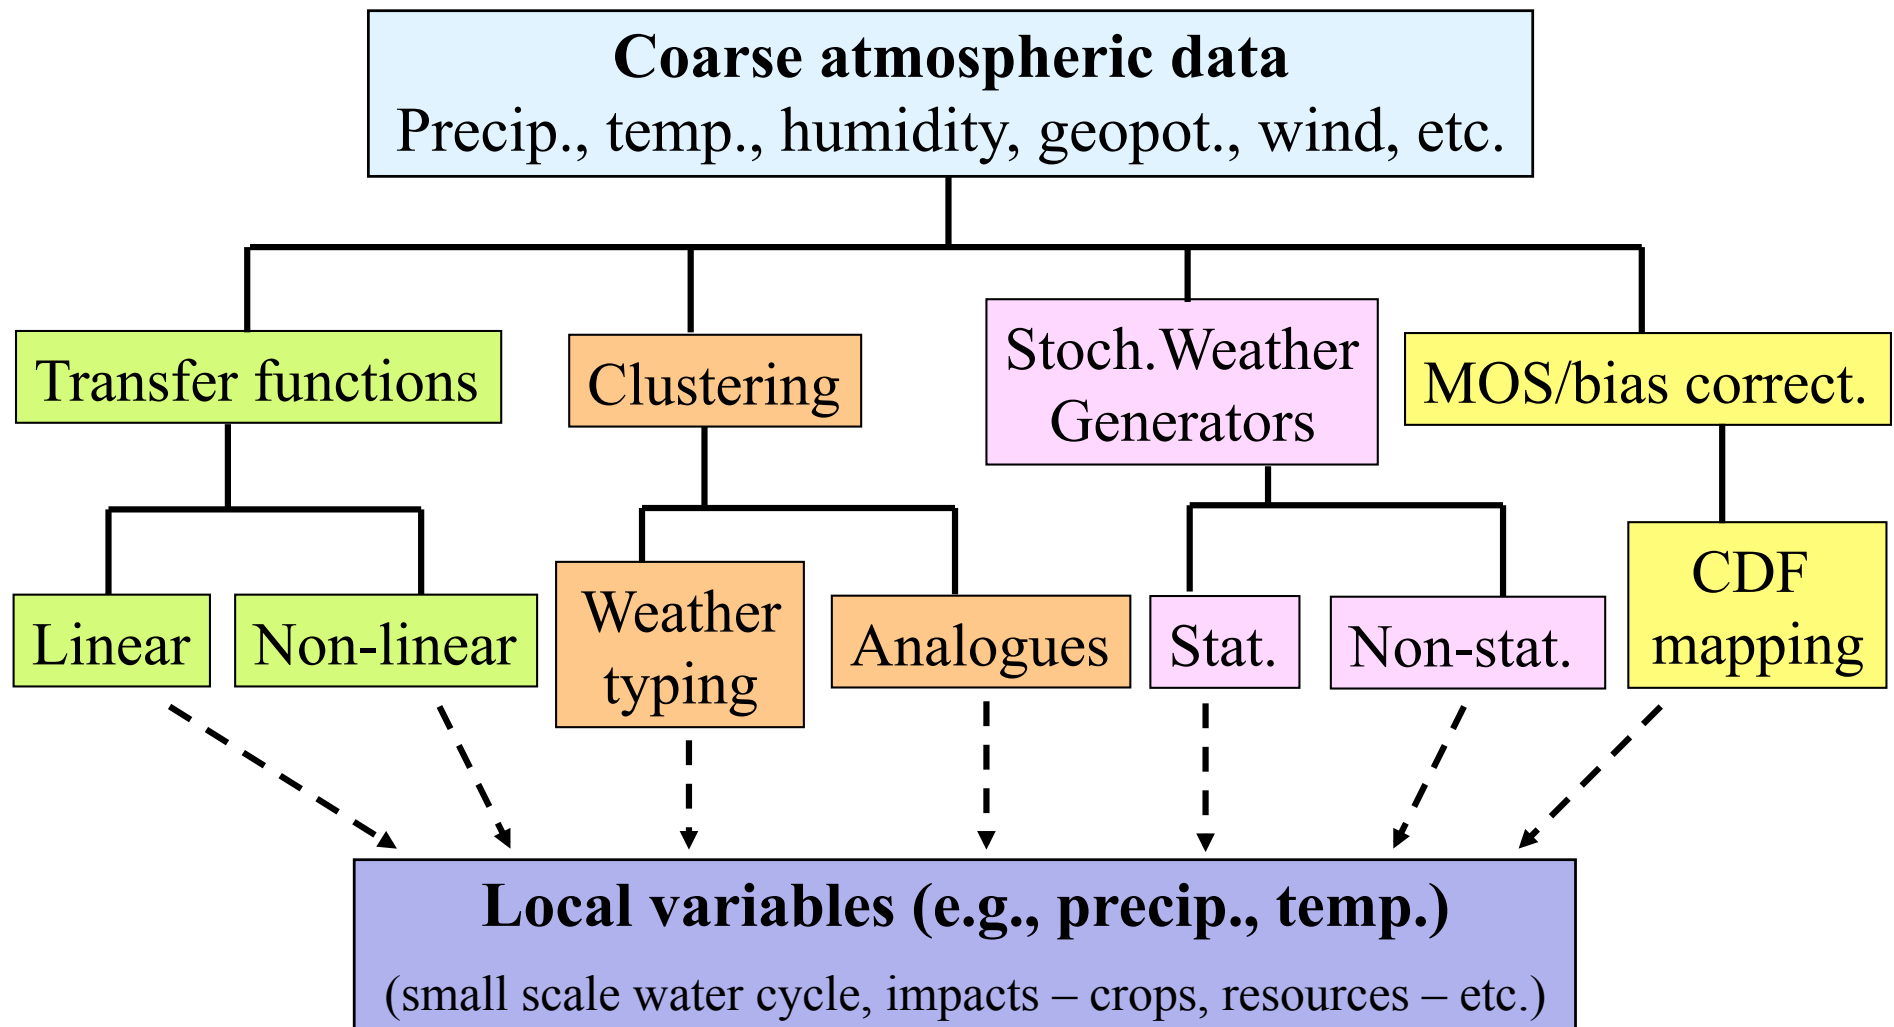 Coarse atmospheric data
Precip., temp., humidity, geopot., wind, etc.
Transfer functions
Clustering
Stoch.Weather
Generators
MOS/bias correct.
Linear
Non-linear
Weather
typing
Analogues
Stat.
Non-stat.
CDF
mapping
Local variables (e.g., precip., temp.)
(small scale water cycle, impacts – crops, resources – etc.)